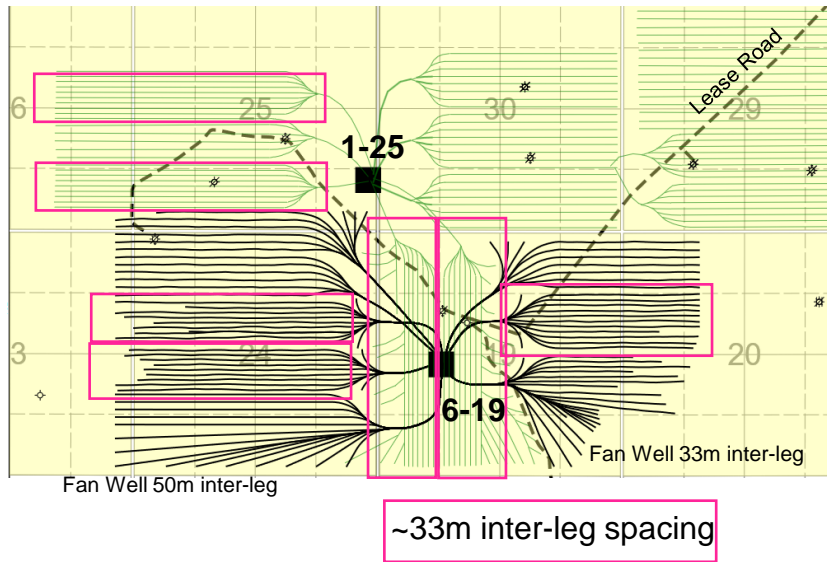 Lease Road
6
25
30
29
1-25
3
24
19
20
6-19
Fan Well 33m inter-leg
Fan Well 50m inter-leg
~33m inter-leg spacing